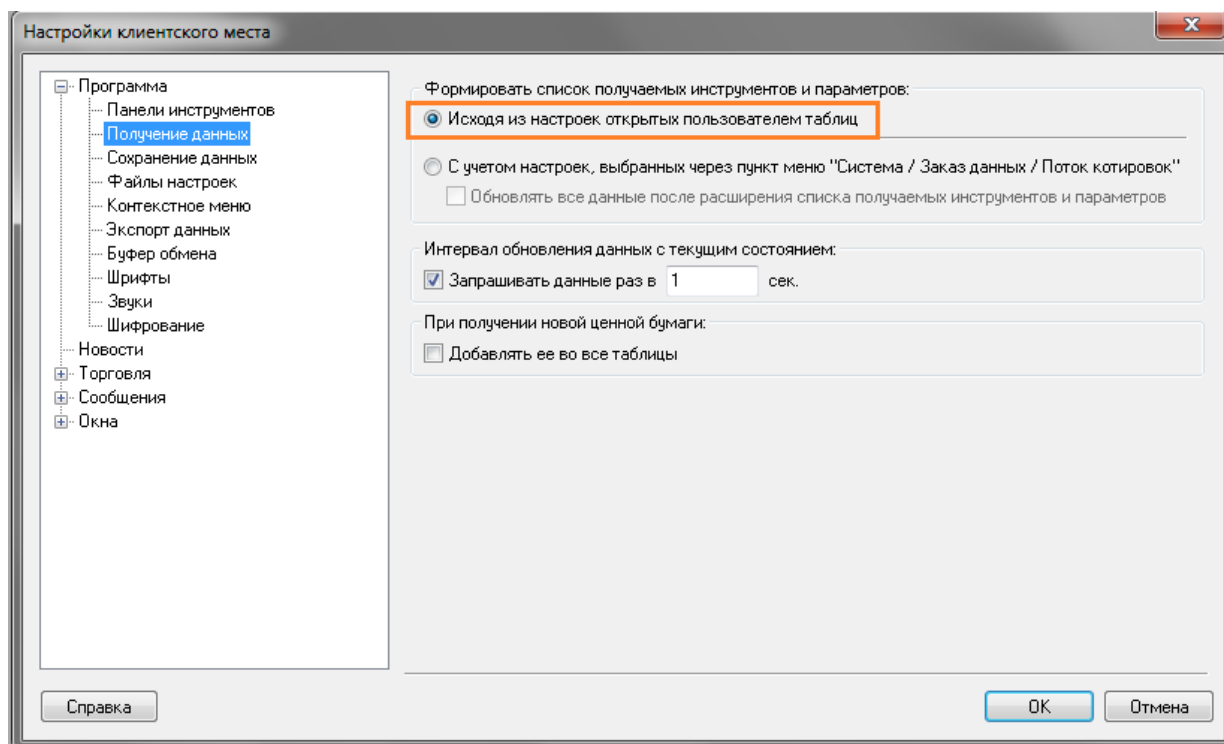 Настройки клиентского места
Программа
Панели инструментов
Получение данных
Сохранение данных
Файлы настроек
Контекстное меню
Экспорт данных
Буфер обмена
Шрифты
Звуки
Шифрование
Новости
Торговля
Сообщения
Окна
Формировать список получаемых инструментов и параметров:
Исходя из настроек открытых пользователем таблиц
С учетом настроек, выбранных через пункт меню "Система / Заказ данных / Поток котировок"
Обновлять все данные после расширения списка получаемых инструментов и параметров
Интервал обновления данных с текущим состоянием:
Запрашивать данные раз в 1 сек.
При получении новой ценной бумаги:
Добавлять ее во все таблицы
Справка
OK
Отмена